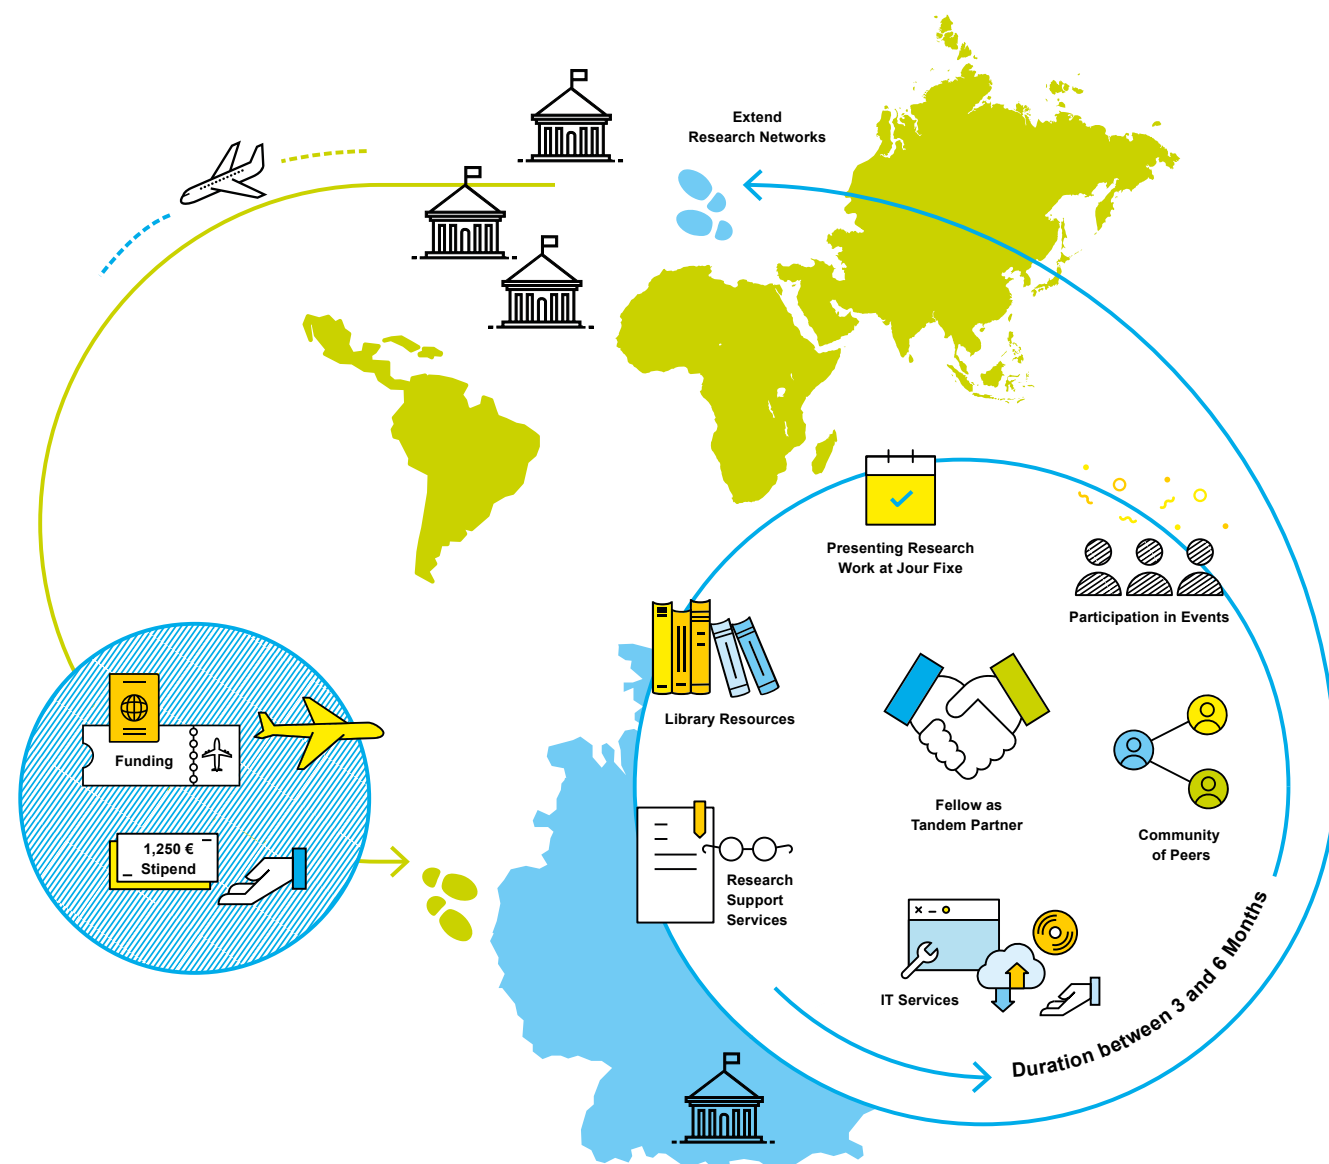 Extend
Research Networks
Presenting Research
Work at Jour Fixe
Participation in Events
Library Resources
Funding
Fellow as
Tandem Partner
Community
of Peers
1,250 €
Stipend
Research
Support
Services
IT Services
Duration between 3 and 6 Months